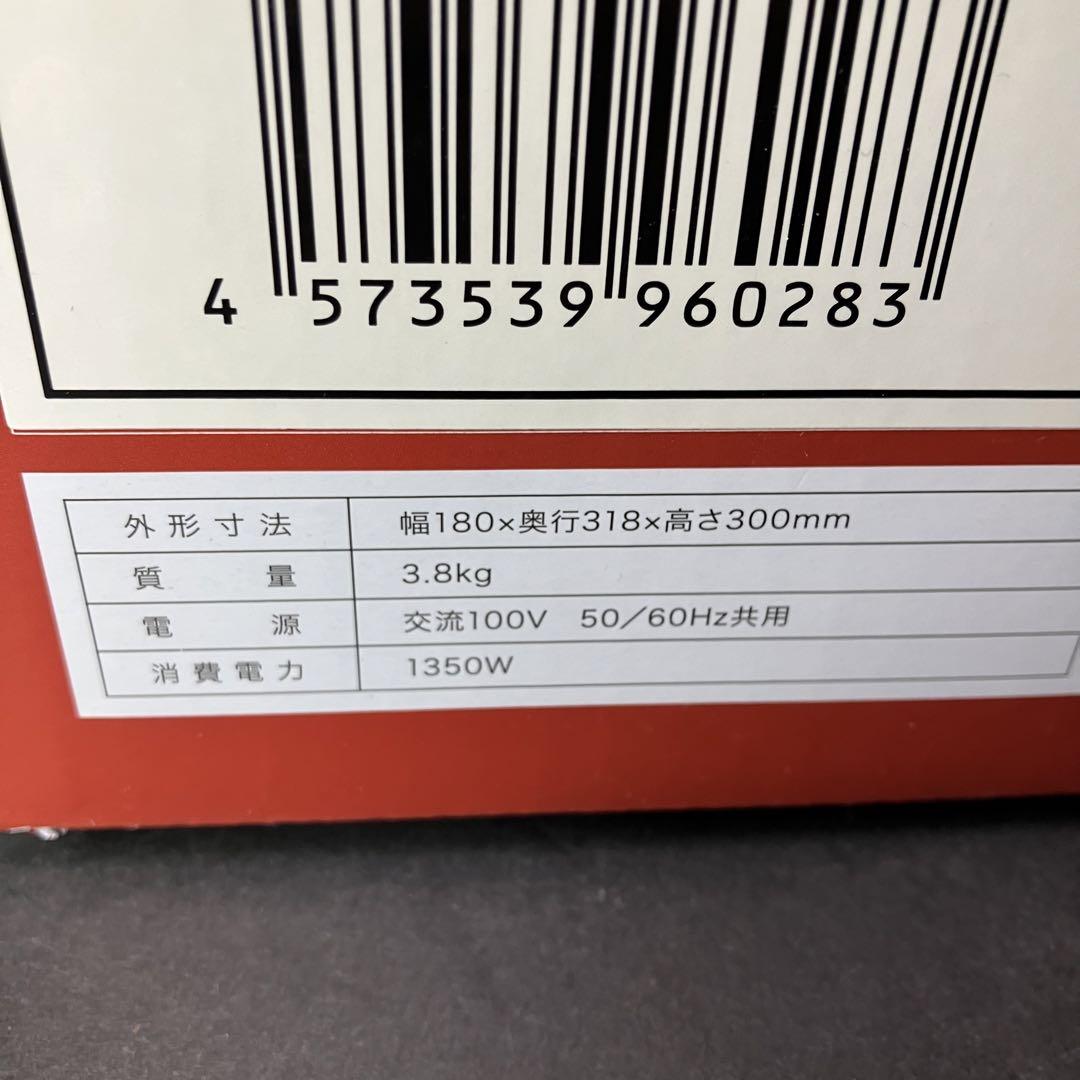 4 573539 960283
外形寸法 幅180×奥行318×高さ300mm
質量 3.8kg
電源 交流100V 50/60Hz共用
消費電力 1350W